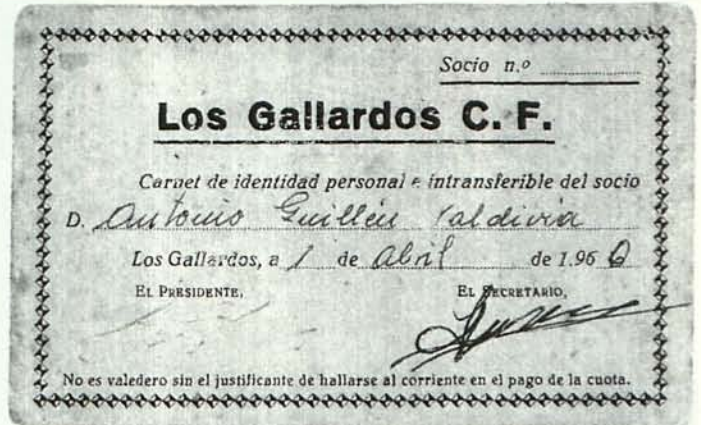 Socio n.º
Los Gallardos C. F.
Carnet de identidad personal e intransferible del socio
D. Antonio Guillén Valdivia
Los Gallardos, a 1 de Abril de 1.960
EL PRESIDENTE, EL SECRETARIO,
No es valedero sin el justificante de hallarse al corriente en el pago de la cuota.